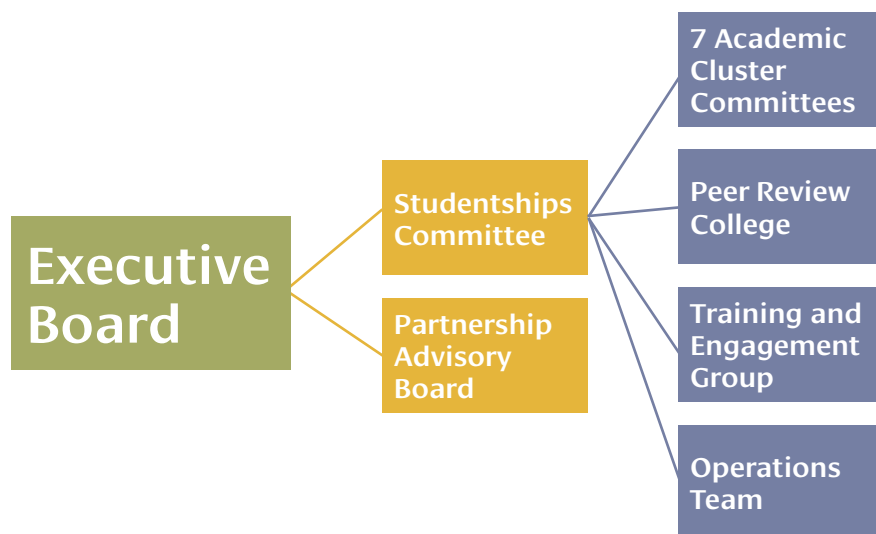 Executive
Board
Studentships
Committee
Partnership
Advisory
Board
7 Academic
Cluster
Committees
Peer Review
College
Training and
Engagement
Group
Operations
Team